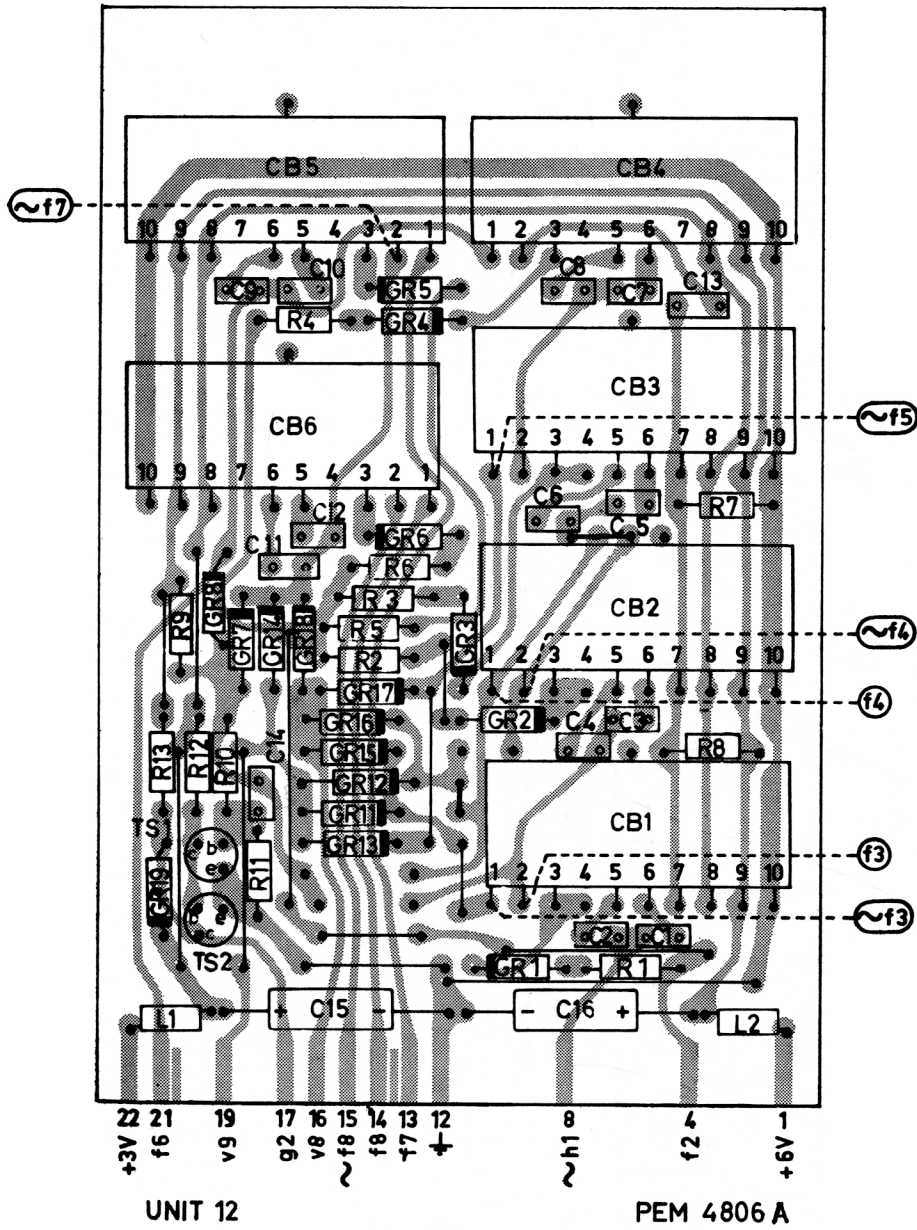 CB5 CB4
~f7
10 9 8 7 6 5 4 3 2 1 1 2 3 4 5 6 7 8 9 10
C9 C10 GR5 C8 C7 C13
R4 GR4
CB6 CB3
~f5
1 2 3 4 5 6 7 8 9 10
10 9 8 7 6 5 4 3 2 1
C12 C6 C5 R7
C11 GR6
R6
R9 GR8 R3
GR7 GR14 GR18 R5 GR3 CB2
~f4
R2
1 2 3 4 5 6 7 8 9 10
GR17 f4
GR16 GR2 C4 C3
R13 R12 R10 C14 GR15 R8
GR12
GR11 CB1
TS1 GR13 f3
c b e
GR19 R11 1 2 3 4 5 6 7 8 9 10
~f3
b e c
TS2 C2 C1
GR1 R1
L1 + C15 - - C16 + L2
22 21 19 17 16 15 14 13 12 8 4 1
+3V f6 v9 g2 v8 ~f8 f8 f7 ~h1 f2 +6V
UNIT 12 PEM 4806 A